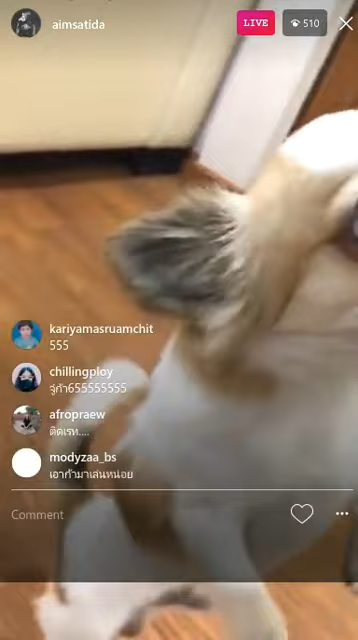 aimsatida
LIVE
510
kariyamasruamchit
555
chillingploy
จู่ก้า655555555
afropraew
ติดเรท....
modyzaa_bs
เอาก้ามาเล่นหน่อย
Comment